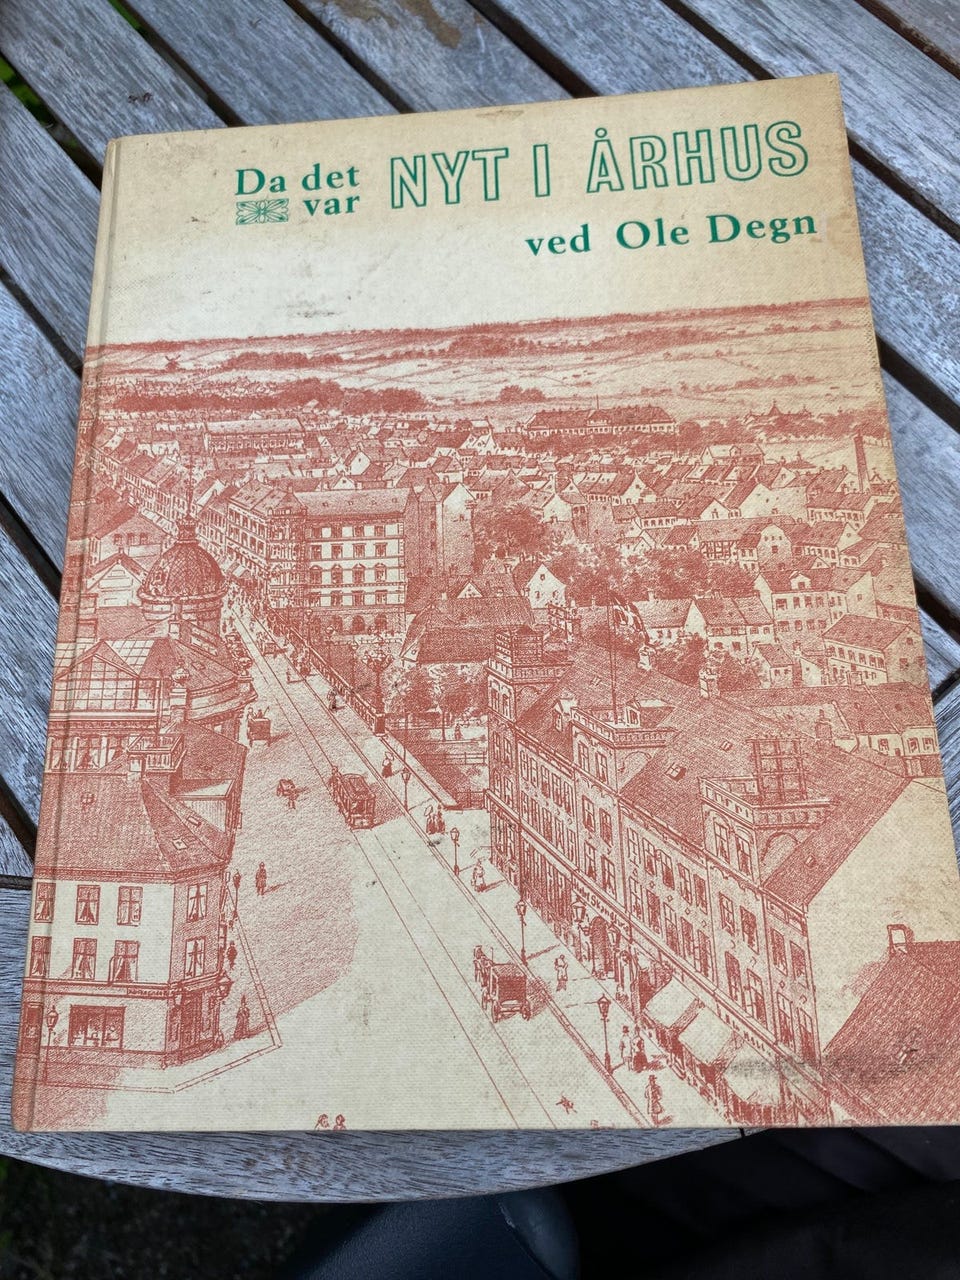 Da det var NYT I ÅRHUS
ved Ole Degn